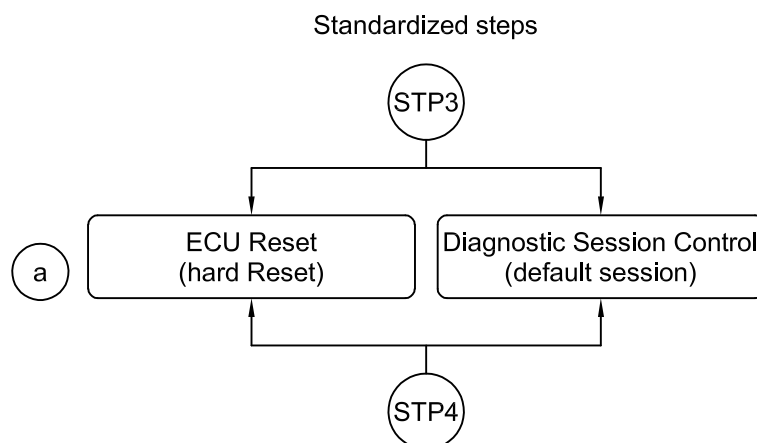 Standardized steps
STP3
ECU Reset
(hard Reset)
Diagnostic Session Control
(default session)
a
STP4